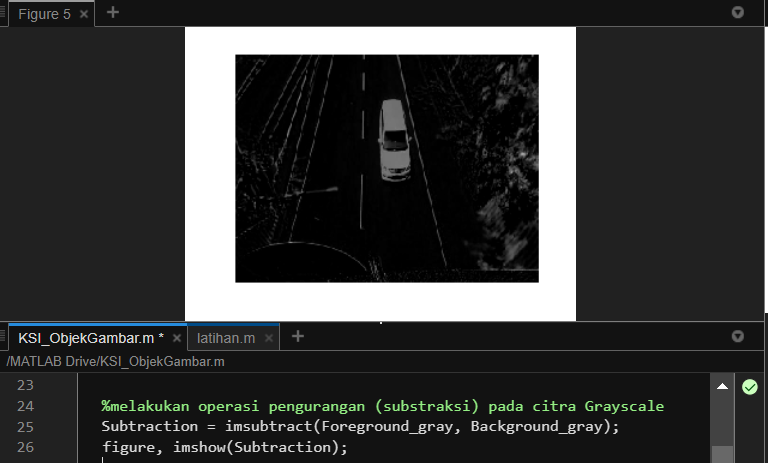 Figure 5
KSI_ObjekGambar.m * latihan.m
/MATLAB Drive/KSI_ObjekGambar.m
23
24 %melakukan operasi pengurangan (substraksi) pada citra Grayscale
25 Subtraction = imsubtract(Foreground_gray, Background_gray);
26 figure, imshow(Subtraction);